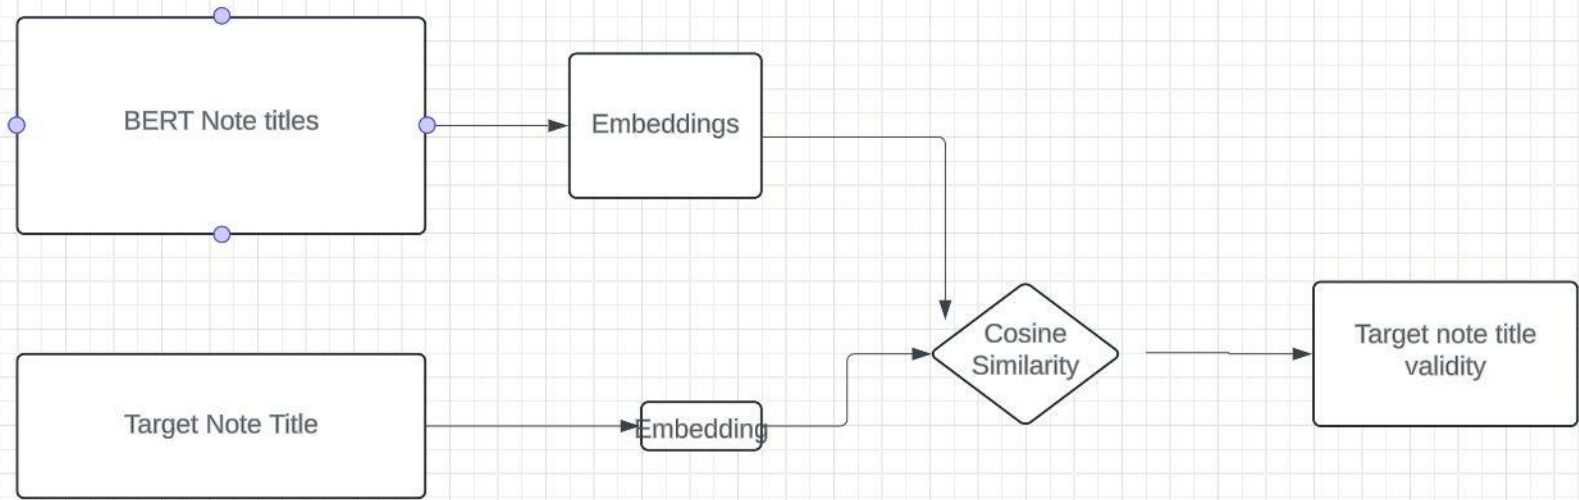 BERT Note titles
Embeddings
Cosine
Similarity
Target note title
validity
Target Note Title
Embedding